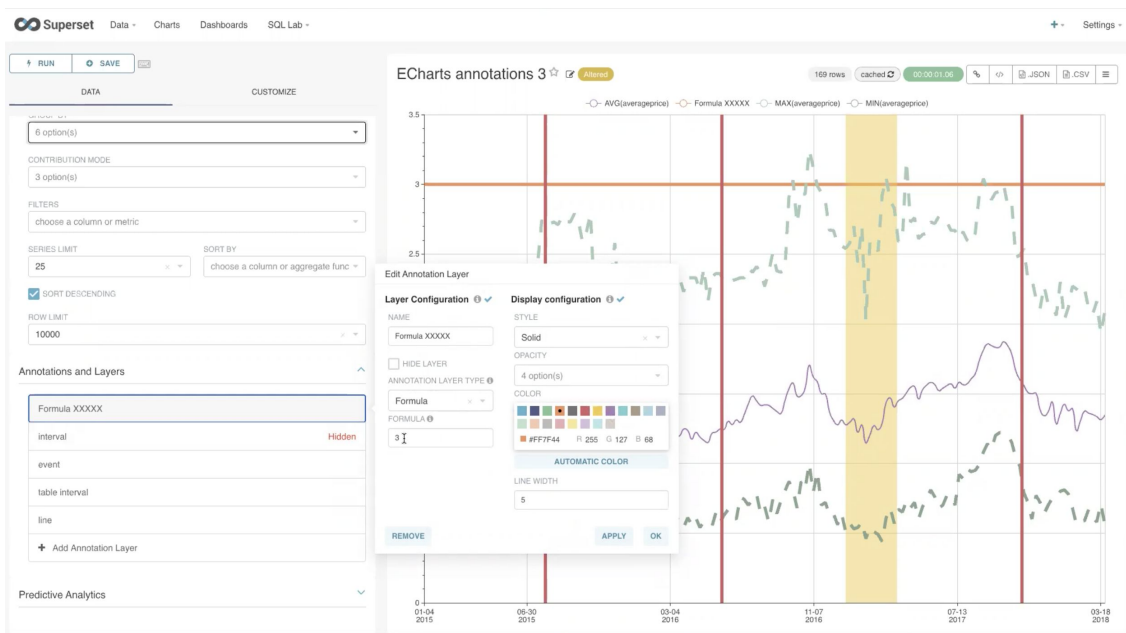 Superset Data Charts Dashboards SQL Lab + Settings
RUN SAVE
DATA CUSTOMIZE
6 option(s)
CONTRIBUTION MODE
3 option(s)
FILTERS
choose a column or metric
SERIES LIMIT SORT BY
25 choose a column or aggregate func
SORT DESCENDING
ROW LIMIT
10000
Annotations and Layers
Formula XXXXX
interval Hidden
event
table interval
line
+ Add Annotation Layer
Predictive Analytics
Edit Annotation Layer
Layer Configuration
NAME
Formula XXXXX
HIDE LAYER
ANNOTATION LAYER TYPE
Formula
FORMULA
3
Display configuration
STYLE
Solid
OPACITY
4 option(s)
COLOR
#FF7F44 R 255 G 127 B 68
AUTOMATIC COLOR
LINE WIDTH
5
REMOVE APPLY OK
ECharts annotations 3 Altered
169 rows cached 00:00:01.06 </> .JSON .CSV
AVG(averageprice) Formula XXXXX MAX(averageprice) MIN(averageprice)
3.5
3
2.5
0
01-04 2015
06-30 2015
03-04 2016
11-07 2016
07-13 2017
03-18 2018